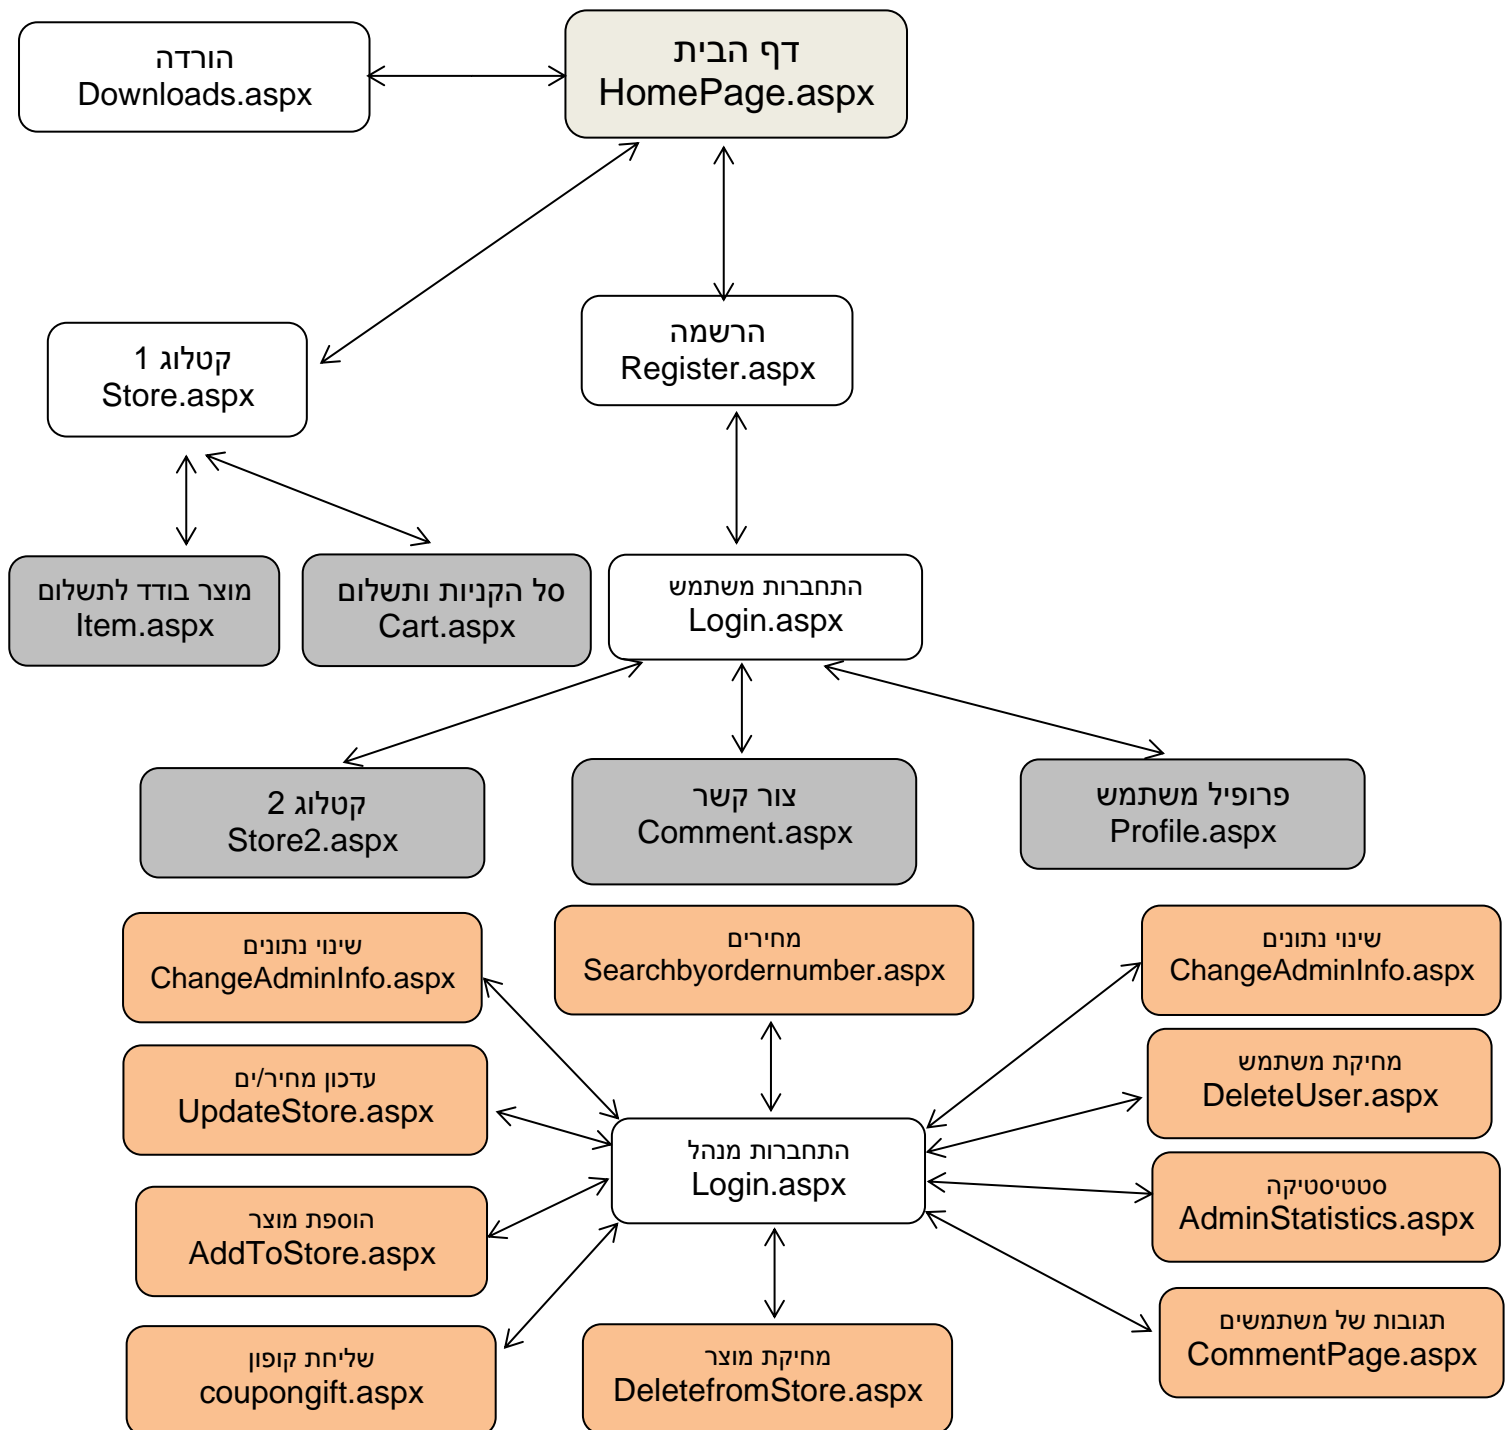 דף הבית
HomePage.aspx
הורדה
Downloads.aspx
הרשמה
Register.aspx
קטלוג 1
Store.aspx
מוצר בודד לתשלום
Item.aspx
סל הקניות ותשלום
Cart.aspx
התחברות משתמש
Login.aspx
קטלוג 2
Store2.aspx
צור קשר
Comment.aspx
פרופיל משתמש
Profile.aspx
שינוי נתונים
ChangeAdminInfo.aspx
מחירים
Searchbyordernumber.aspx
שינוי נתונים
ChangeAdminInfo.aspx
עדכון מחיר/ים
UpdateStore.aspx
מחיקת משתמש
DeleteUser.aspx
התחברות מנהל
Login.aspx
הוספת מוצר
AddToStore.aspx
סטטיסטיקה
AdminStatistics.aspx
שליחת קופון
coupongift.aspx
מחיקת מוצר
DeletefromStore.aspx
תגובות של משתמשים
CommentPage.aspx